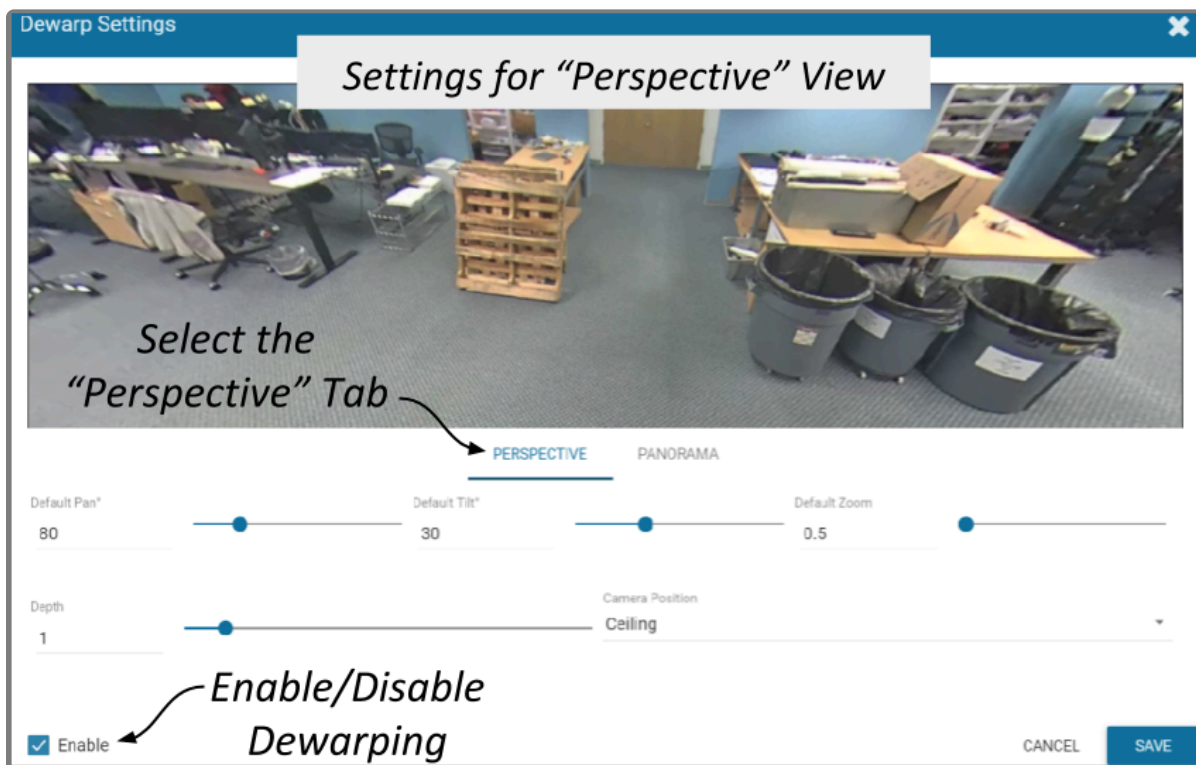 Dewarp Settings
Settings for “Perspective” View
Select the
“Perspective” Tab
PERSPECTIVE PANORAMA
Default Pan° Default Tilt° Default Zoom
80 30 0.5
Depth Camera Position
1 Ceiling
Enable/Disable
Dewarping
Enable CANCEL SAVE